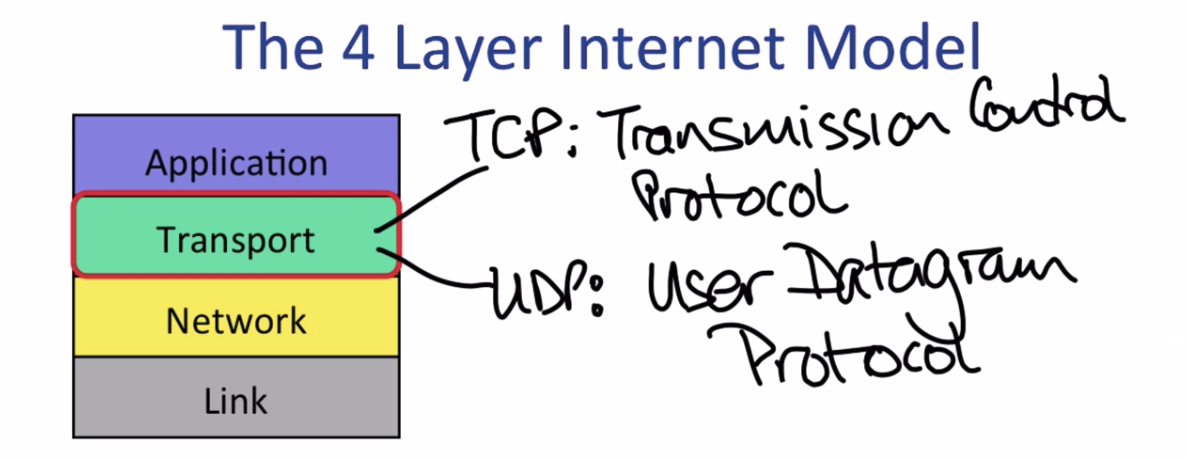 The 4 Layer Internet Model
Application
Transport
Network
Link
TCP: Transmission Control
Protocol
UDP: User Datagram
Protocol